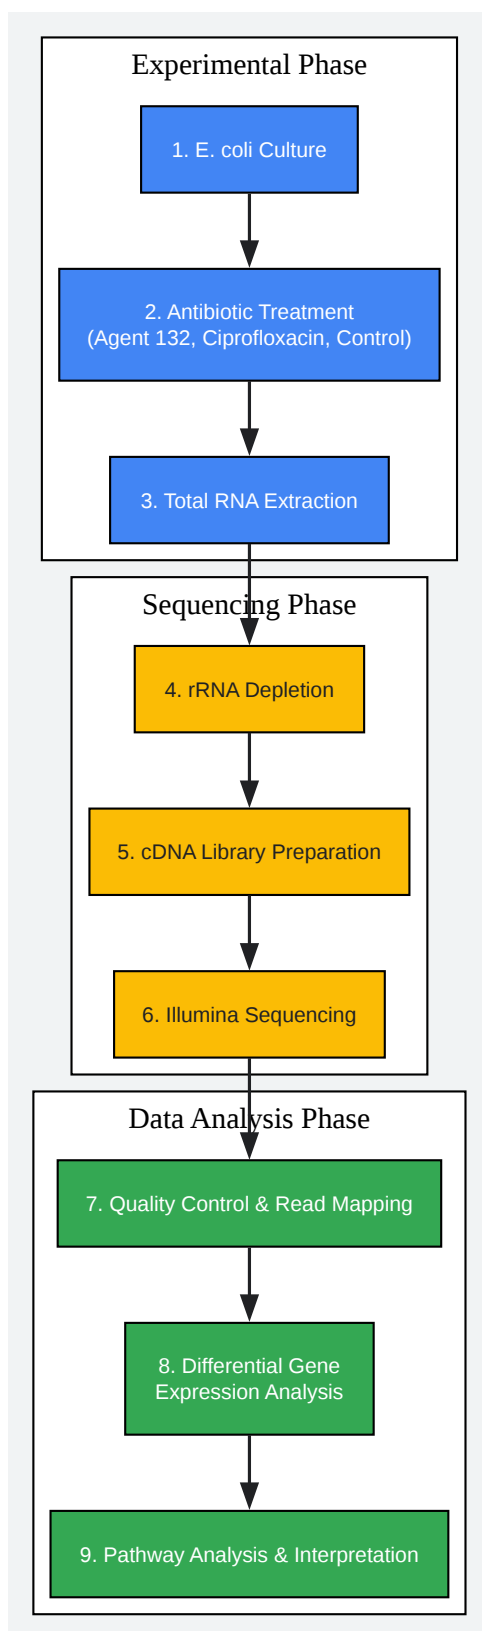 Experimental Phase
1. E. coli Culture
2. Antibiotic Treatment
(Agent 132, Ciprofloxacin, Control)
3. Total RNA Extraction
Sequencing Phase
4. rRNA Depletion
5. cDNA Library Preparation
6. Illumina Sequencing
Data Analysis Phase
7. Quality Control & Read Mapping
8. Differential Gene
Expression Analysis
9. Pathway Analysis & Interpretation